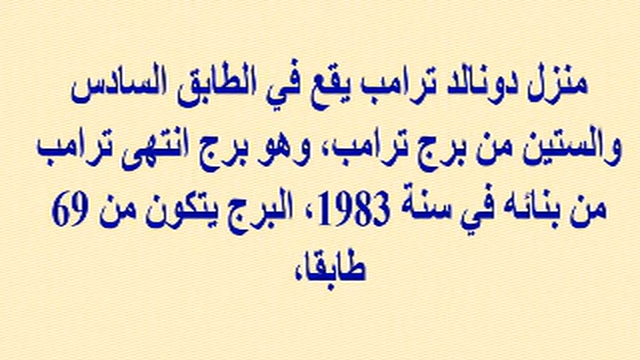 منزل دونالد ترامب يقع في الطابق السادس
والستين من برج ترامب، وهو برج انتهى ترامب
من بنائه في سنة 1983، البرج يتكون من 69
طابقا،